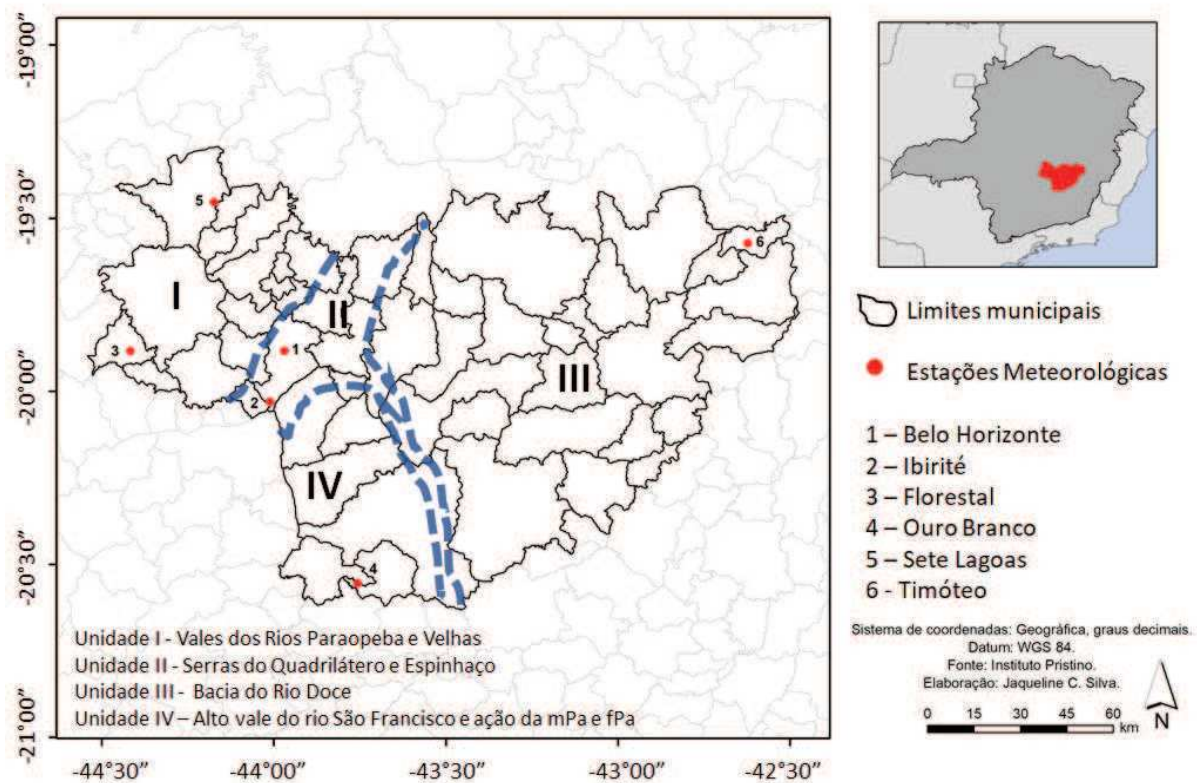 -19°00”
-19°30”
-20°00”
-20°30”
-21°00”
5
6
I
II
3
1
III
2
IV
4
Unidade I - Vales dos Rios Paraopeba e Velhas
Unidade II - Serras do Quadrilátero e Espinhaço
Unidade III - Bacia do Rio Doce
Unidade IV – Alto vale do rio São Francisco e ação da mPa e fPa
-44°30”
-44°00”
-43°30”
-43°00”
-42°30”
Limites municipais
Estações Meteorológicas
1 – Belo Horizonte
2 – Ibirité
3 – Florestal
4 – Ouro Branco
5 – Sete Lagoas
6 - Timóteo
Sistema de coordenadas: Geográfica, graus decimais.
Datum: WGS 84.
Fonte: Instituto Pristino.
Elaboração: Jaqueline C. Silva.
0 15 30 45 60
km
N